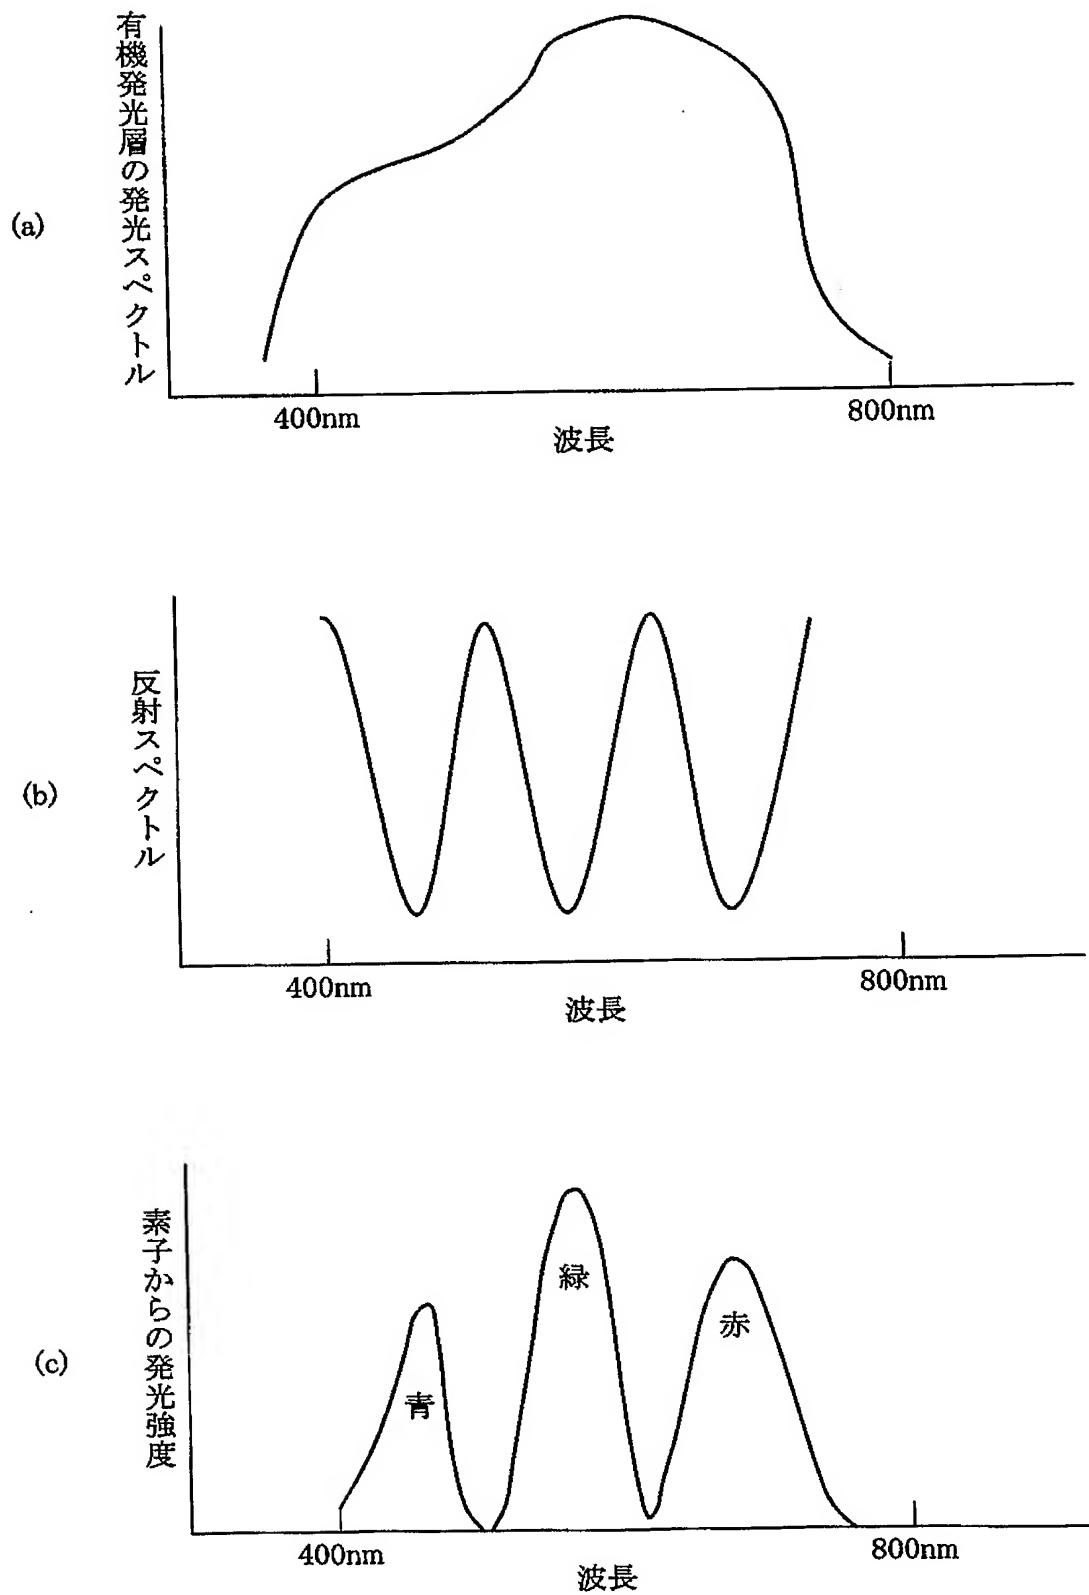 (a)
有機発光層の発光スペクトル
400nm
800nm
波長
(b)
反射スペクトル
400nm
800nm
波長
(c)
素子からの発光強度
青
緑
赤
400nm
800nm
波長